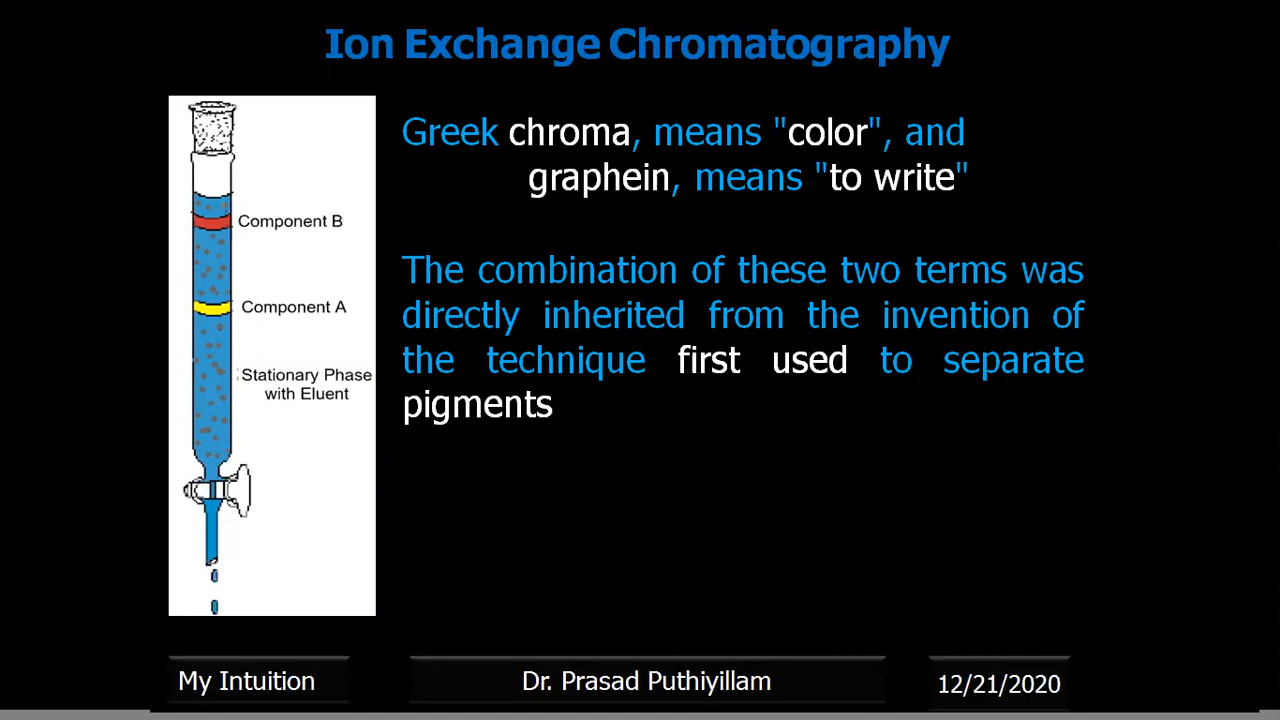 Ion Exchange Chromatography
Component B
Component A
Stationary Phase
with Eluent
Greek chroma, means "color", and
graphein, means "to write"
The combination of these two terms was
directly inherited from the invention of
the technique first used to separate
pigments
My Intuition
Dr. Prasad Puthiyillam
12/21/2020